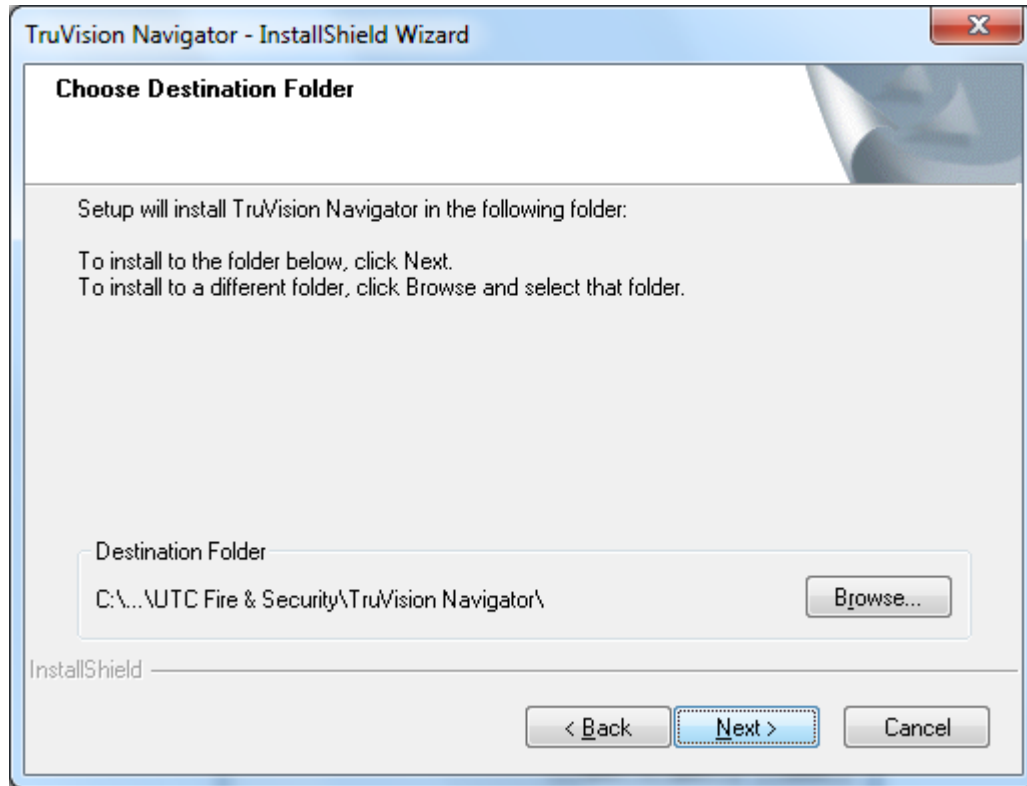 TruVision Navigator - InstallShield Wizard
Choose Destination Folder
Setup will install TruVision Navigator in the following folder:
To install to the folder below, click Next.
To install to a different folder, click Browse and select that folder.
Destination Folder
C:\...\UTC Fire & Security\TruVision Navigator\
Browse...
InstallShield
< Back Next > Cancel